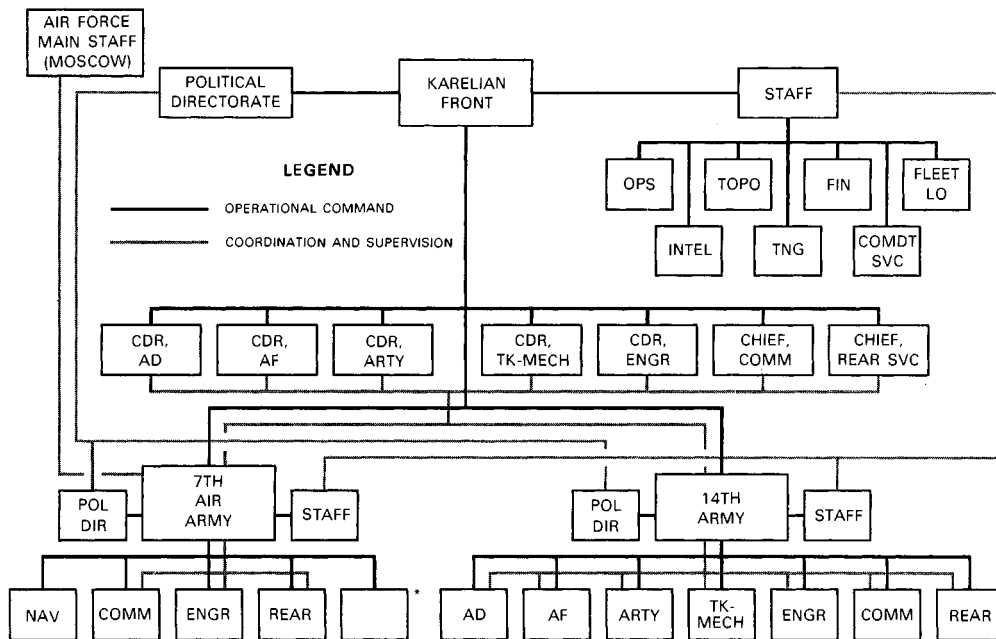 AIR FORCE
MAIN STAFF
(MOSCOW)
POLITICAL
DIRECTORATE
KARELIAN
FRONT
STAFF
LEGEND
OPERATIONAL COMMAND
COORDINATION AND SUPERVISION
OPS
TOPO
FIN
FLEET
LO
INTEL
TNG
COMDT
SVC
CDR,
AD
CDR,
AF
CDR,
ARTY
CDR,
TK-MECH
CDR,
ENGR
CHIEF,
COMM
CHIEF,
REAR SVC
POL
DIR
7TH
AIR
ARMY
STAFF
POL
DIR
14TH
ARMY
STAFF
NAV
COMM
ENGR
REAR
*
AD
AF
ARTY
TK-
MECH
ENGR
COMM
REAR